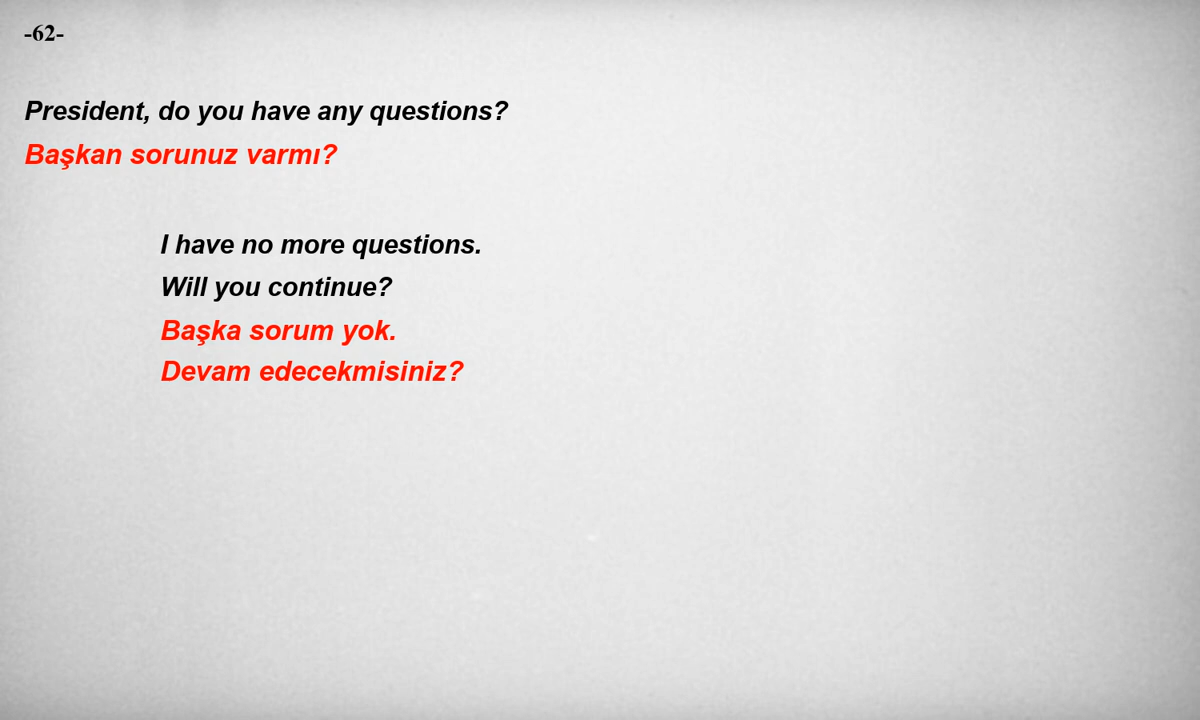 -62-
President, do you have any questions?
Başkan sorunuz varmı?
I have no more questions.
Will you continue?
Başka sorum yok.
Devam edecekmisiniz?